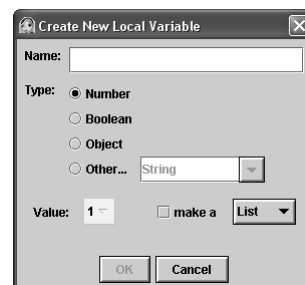 Create New Local Variable
Name:
Type: Number
Boolean
Object
Other... String
Value: 1 make a List
OK Cancel